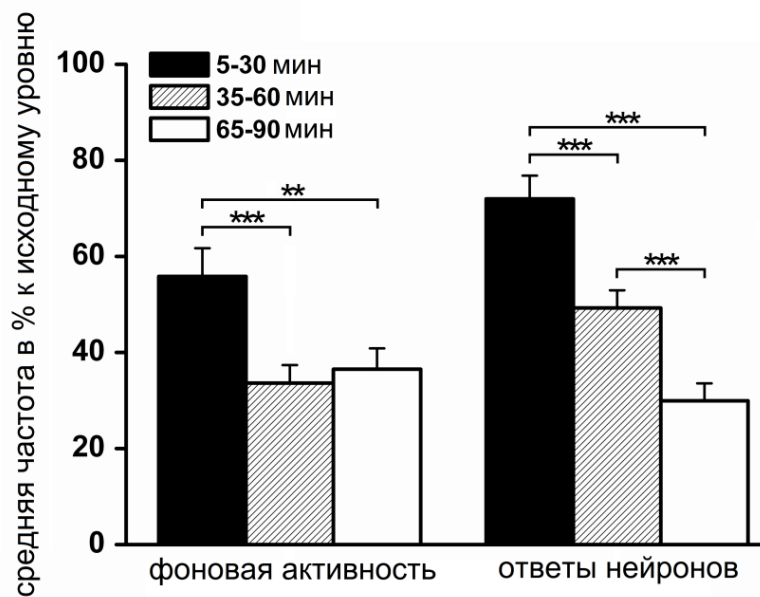 средняя частота в % к исходному уровню
100
80
60
40
20
0
5-30 мин
35-60 мин
65-90 мин
**
***
***
***
***
фоновая активность
ответы нейронов